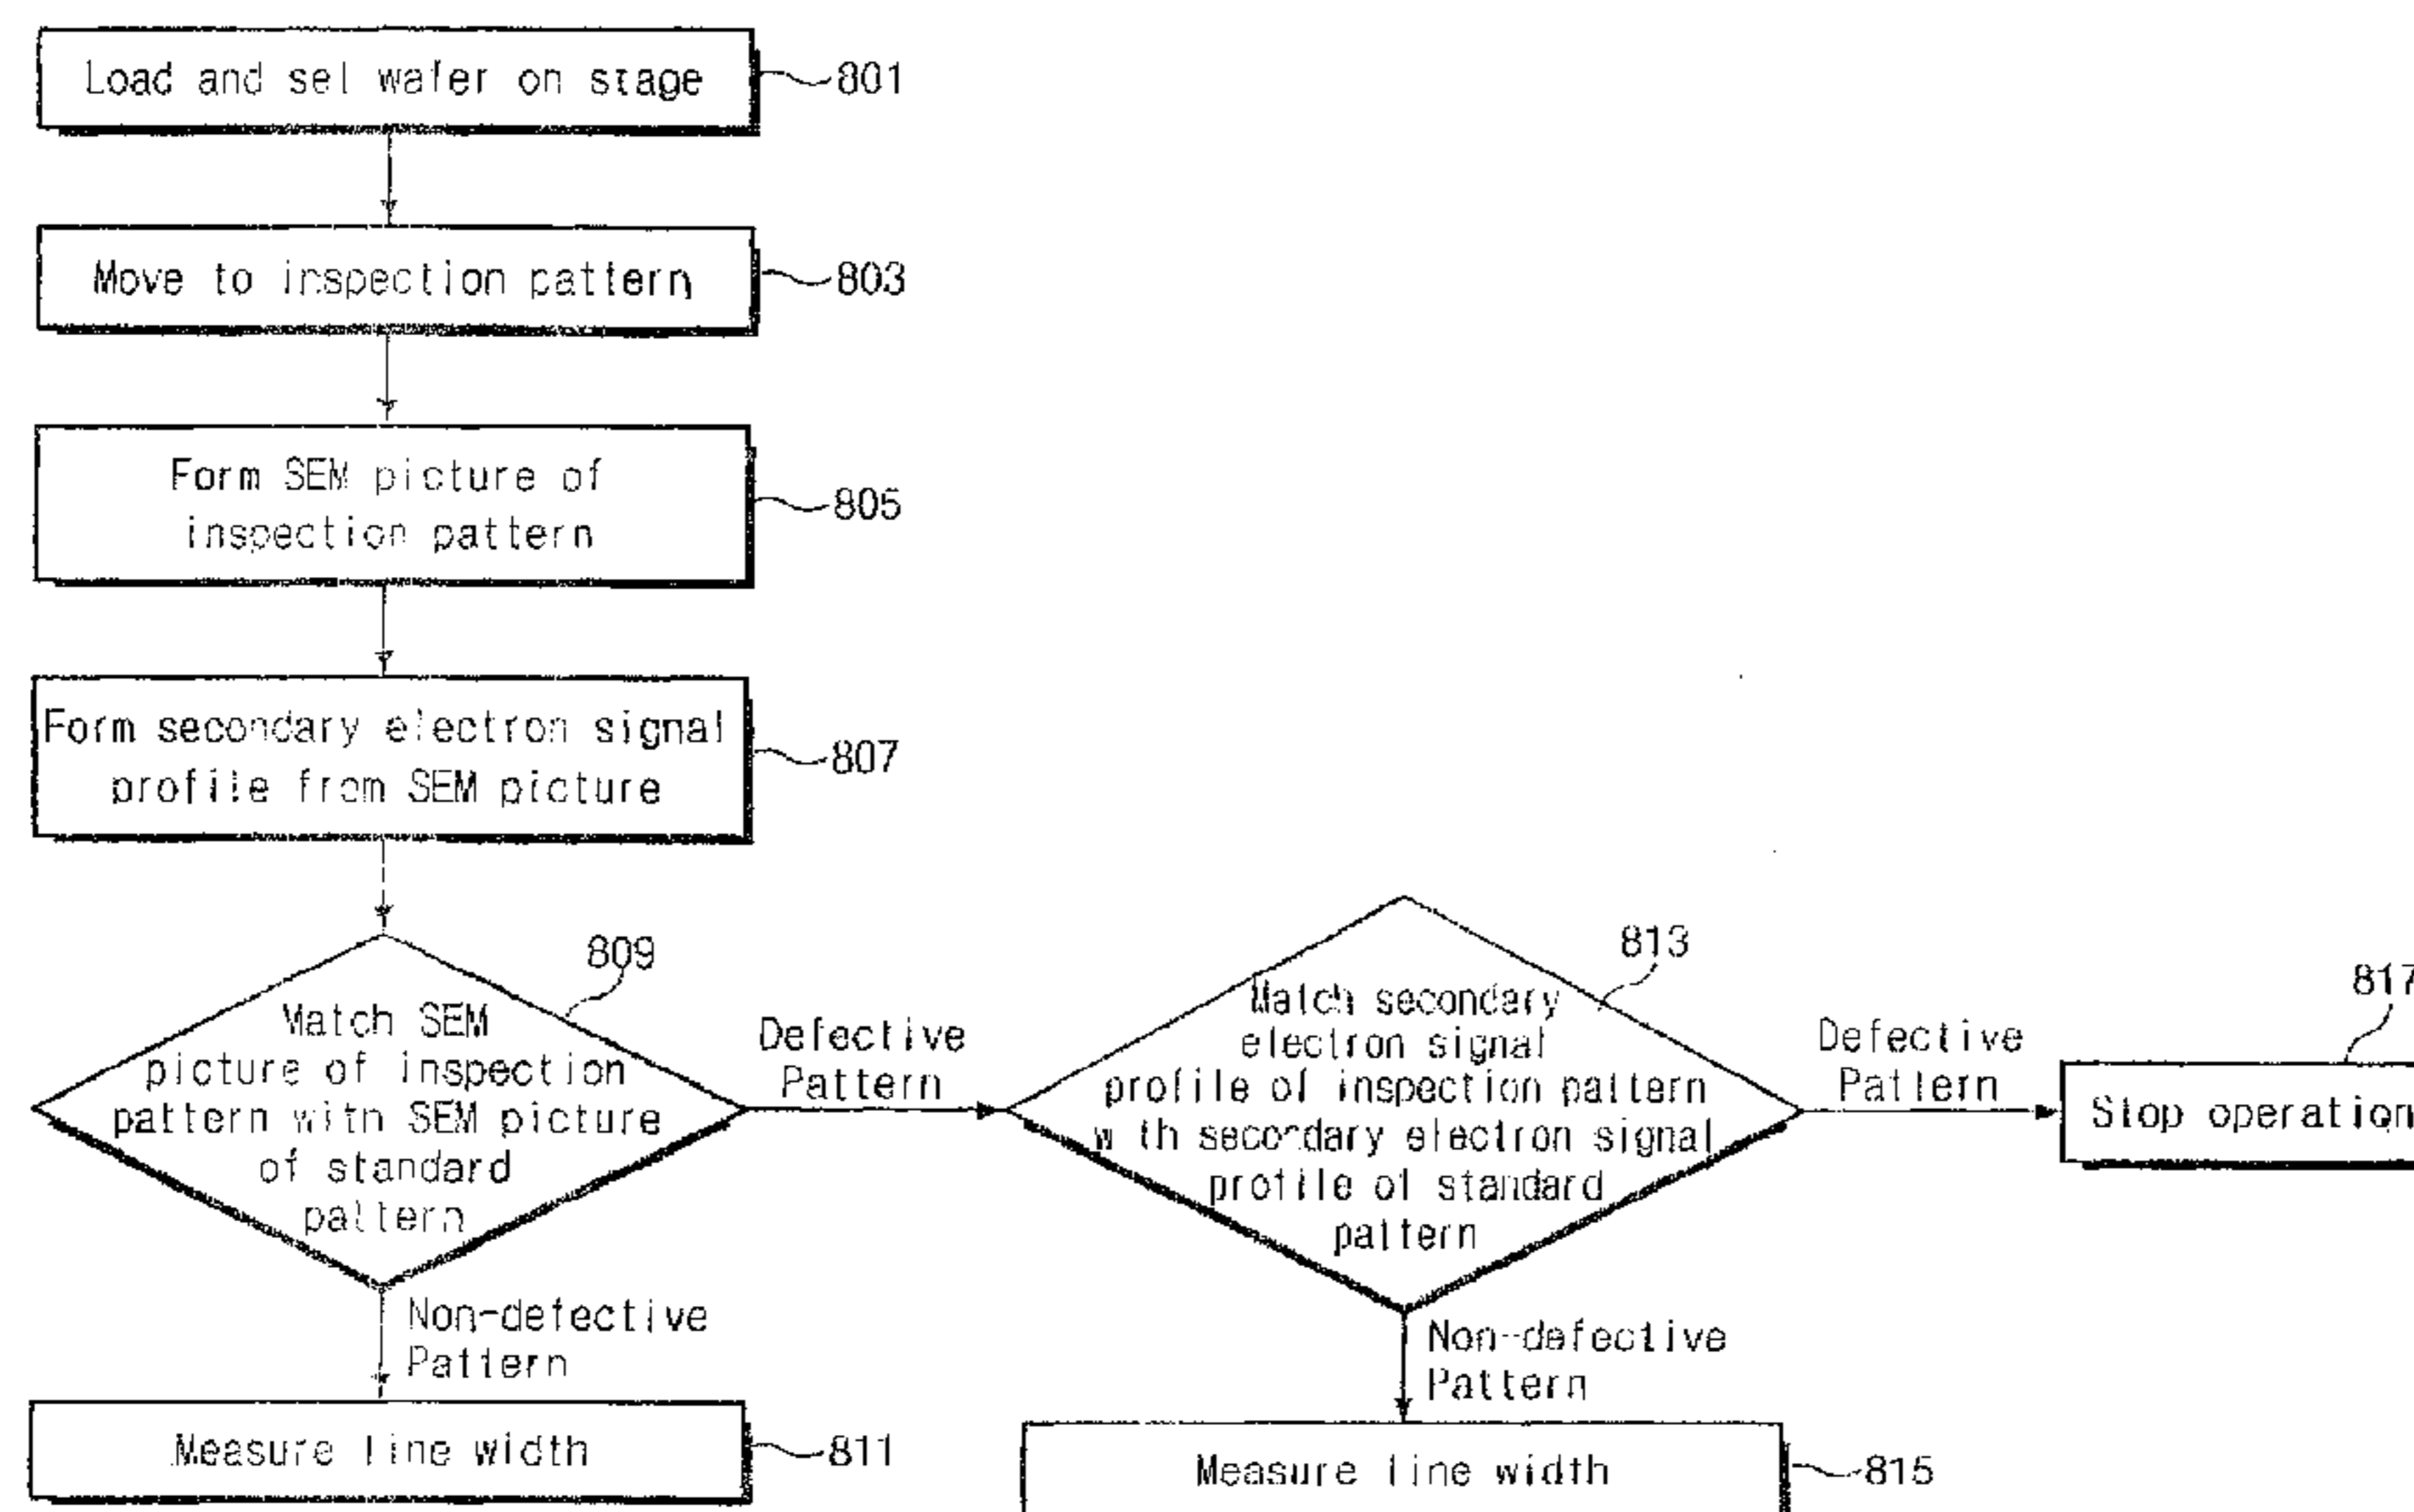 Load and set wafer on stage
801
Move to inspection pattern
803
Form SEM picture of
inspection pattern
805
Form secondary electron signal
profile from SEM picture
807
809
Match SEM
picture of inspection
pattern with SEM picture
of standard
pattern
Defective
Pattern
813
Match secondary
electron signal
profile of inspection pattern
with secondary electron signal
profile of standard
pattern
Defective
Pattern
817
Stop operation
Non-defective
Pattern
Measure line width
811
Non-defective
Pattern
Measure line width
815